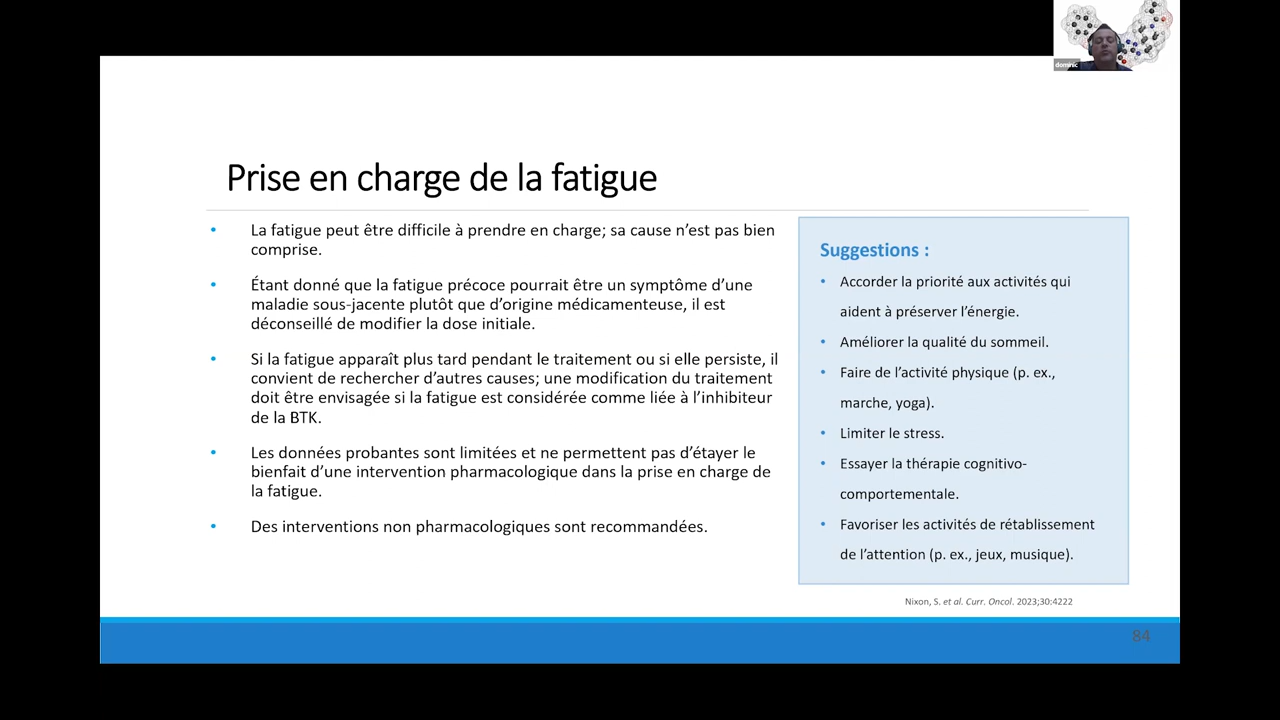 dominic
Prise en charge de la fatigue
• La fatigue peut être difficile à prendre en charge; sa cause n’est pas bien
comprise.
• Étant donné que la fatigue précoce pourrait être un symptôme d’une
maladie sous-jacente plutôt que d’origine médicamenteuse, il est
déconseillé de modifier la dose initiale.
• Si la fatigue apparaît plus tard pendant le traitement ou si elle persiste, il
convient de rechercher d’autres causes; une modification du traitement
doit être envisagée si la fatigue est considérée comme liée à l’inhibiteur
de la BTK.
• Les données probantes sont limitées et ne permettent pas d’étayer le
bienfait d’une intervention pharmacologique dans la prise en charge de
la fatigue.
• Des interventions non pharmacologiques sont recommandées.
Suggestions :
• Accorder la priorité aux activités qui
aident à préserver l’énergie.
• Améliorer la qualité du sommeil.
• Faire de l’activité physique (p. ex.,
marche, yoga).
• Limiter le stress.
• Essayer la thérapie cognitivo-
comportementale.
• Favoriser les activités de rétablissement
de l’attention (p. ex., jeux, musique).
Nixon, S. et al. Curr. Oncol. 2023;30:4222
84